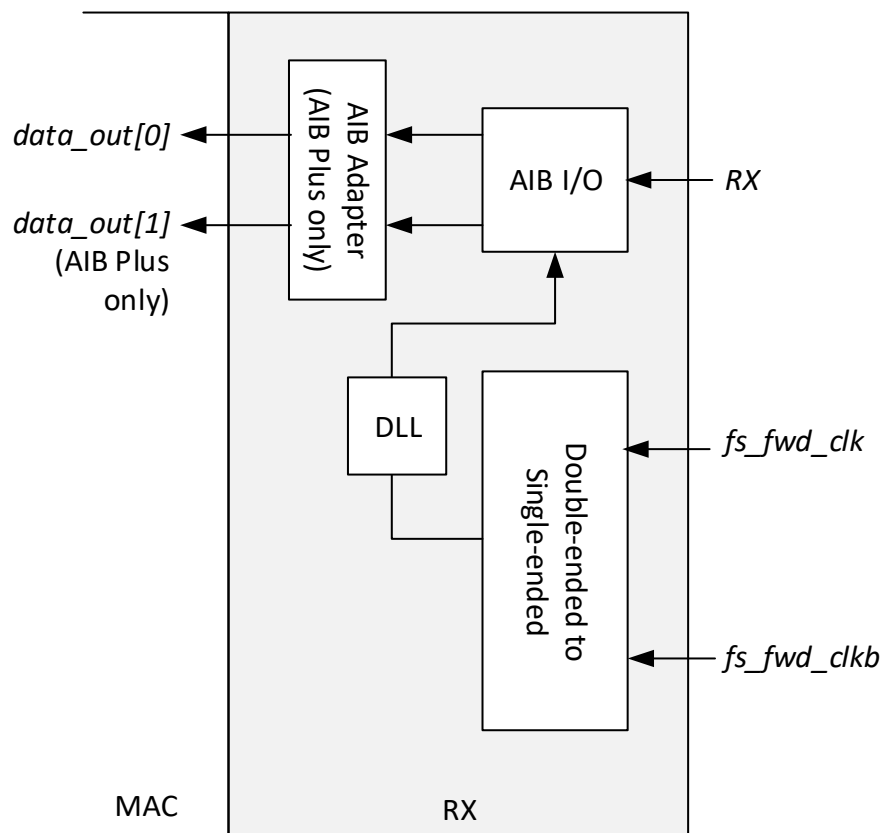 data_out[0]
data_out[1]
(AIB Plus
only)
AIB Adapter
(AIB Plus only)
AIB I/O
RX
DLL
Double-ended to
Single-ended
fs_fwd_clk
fs_fwd_clkb
MAC
RX